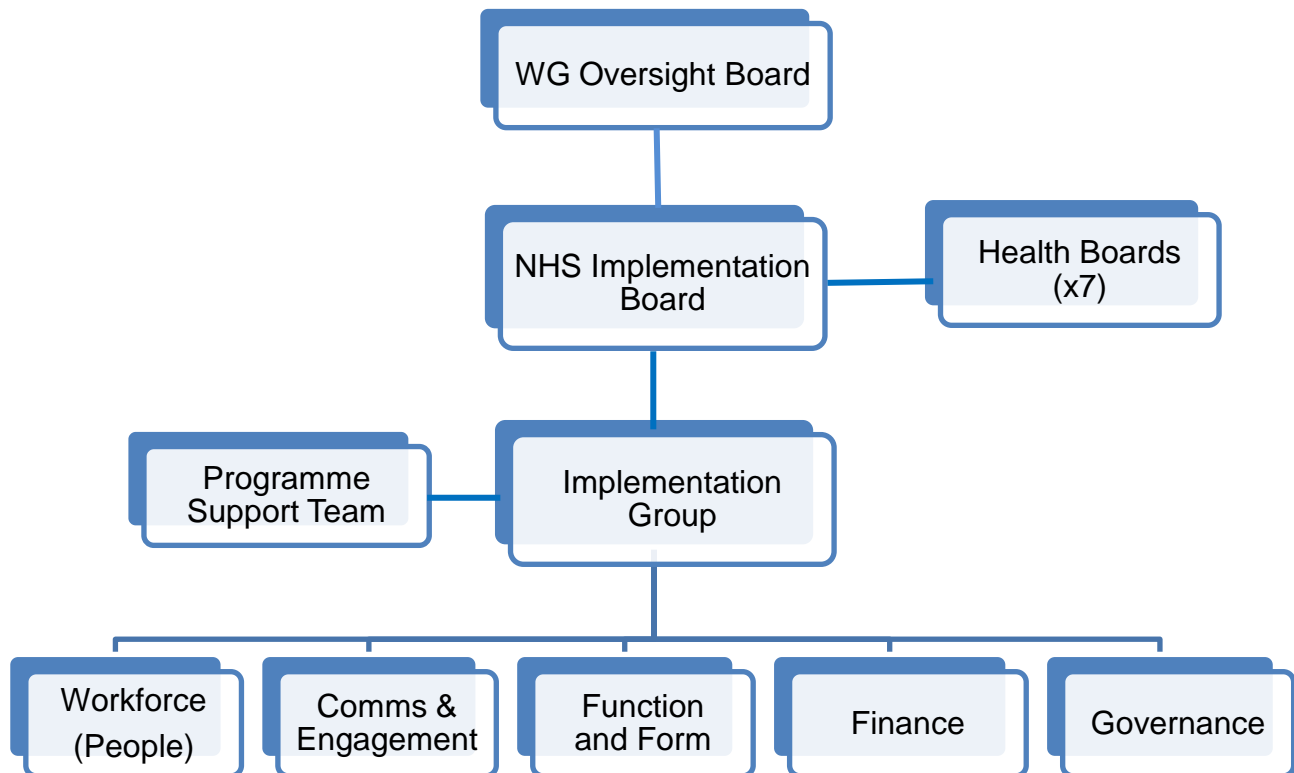 WG Oversight Board
NHS Implementation
Board
Health Boards
(x7)
Programme
Support Team
Implementation
Group
Workforce
(People)
Comms &
Engagement
Function
and Form
Finance
Governance